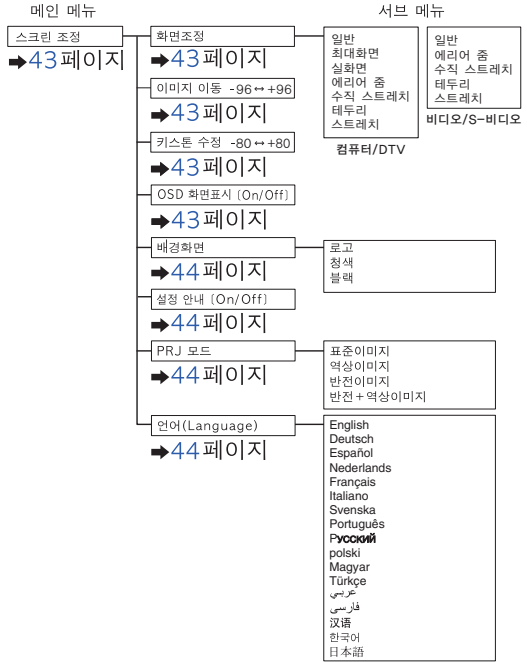 메인 메뉴
서브 메뉴
스크린 조정
➡43 페이지
화면조정
➡43 페이지
일반
최대화면
실화면
에리어 줌
수직 스트레치
테두리
스트레치
컴퓨터/DTV
일반
에리어 줌
수직 스트레치
테두리
스트레치
비디오/S-비디오
이미지 이동 -96↔+96
➡43 페이지
키스톤 수정 -80↔+80
➡43 페이지
OSD 화면표시 (On/Off)
➡43 페이지
배경화면
➡44 페이지
로고
청색
블랙
설정 안내 (On/Off)
➡44 페이지
PRJ 모드
➡44 페이지
표준이미지
역상이미지
반전이미지
반전+역상이미지
언어(Language)
➡44 페이지
English
Deutsch
Español
Nederlands
Français
Italiano
Svenska
Português
Русский
polski
Magyar
Türkçe
عربي
فارسی
汉语
한국어
日本語